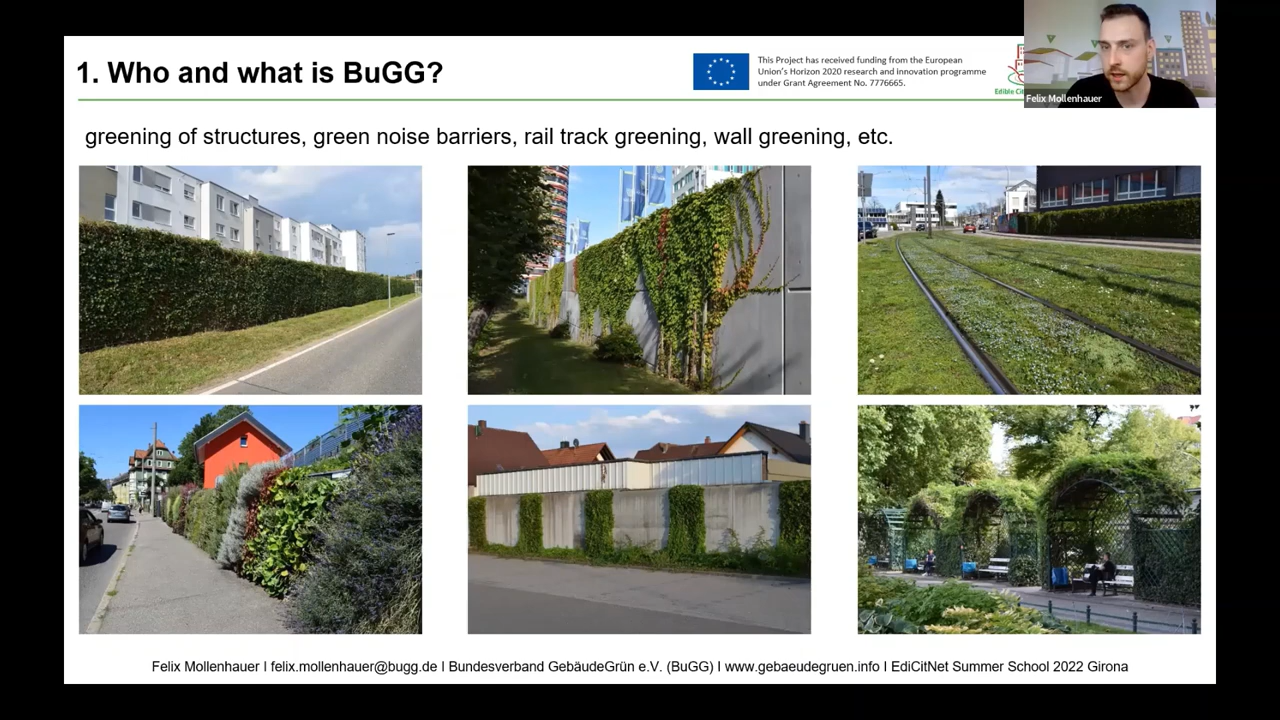 1. Who and what is BuGG?
This Project has received funding from the European
Union's Horizon 2020 research and innovation programme
under Grant Agreement No. 7776665.
Felix Mollenhauer
greening of structures, green noise barriers, rail track greening, wall greening, etc.
Felix Mollenhauer I felix.mollenhauer@bugg.de I Bundesverband GebäudeGrün e.V. (BuGG) I www.gebaeudegruen.info I EdiCitNet Summer School 2022 Girona